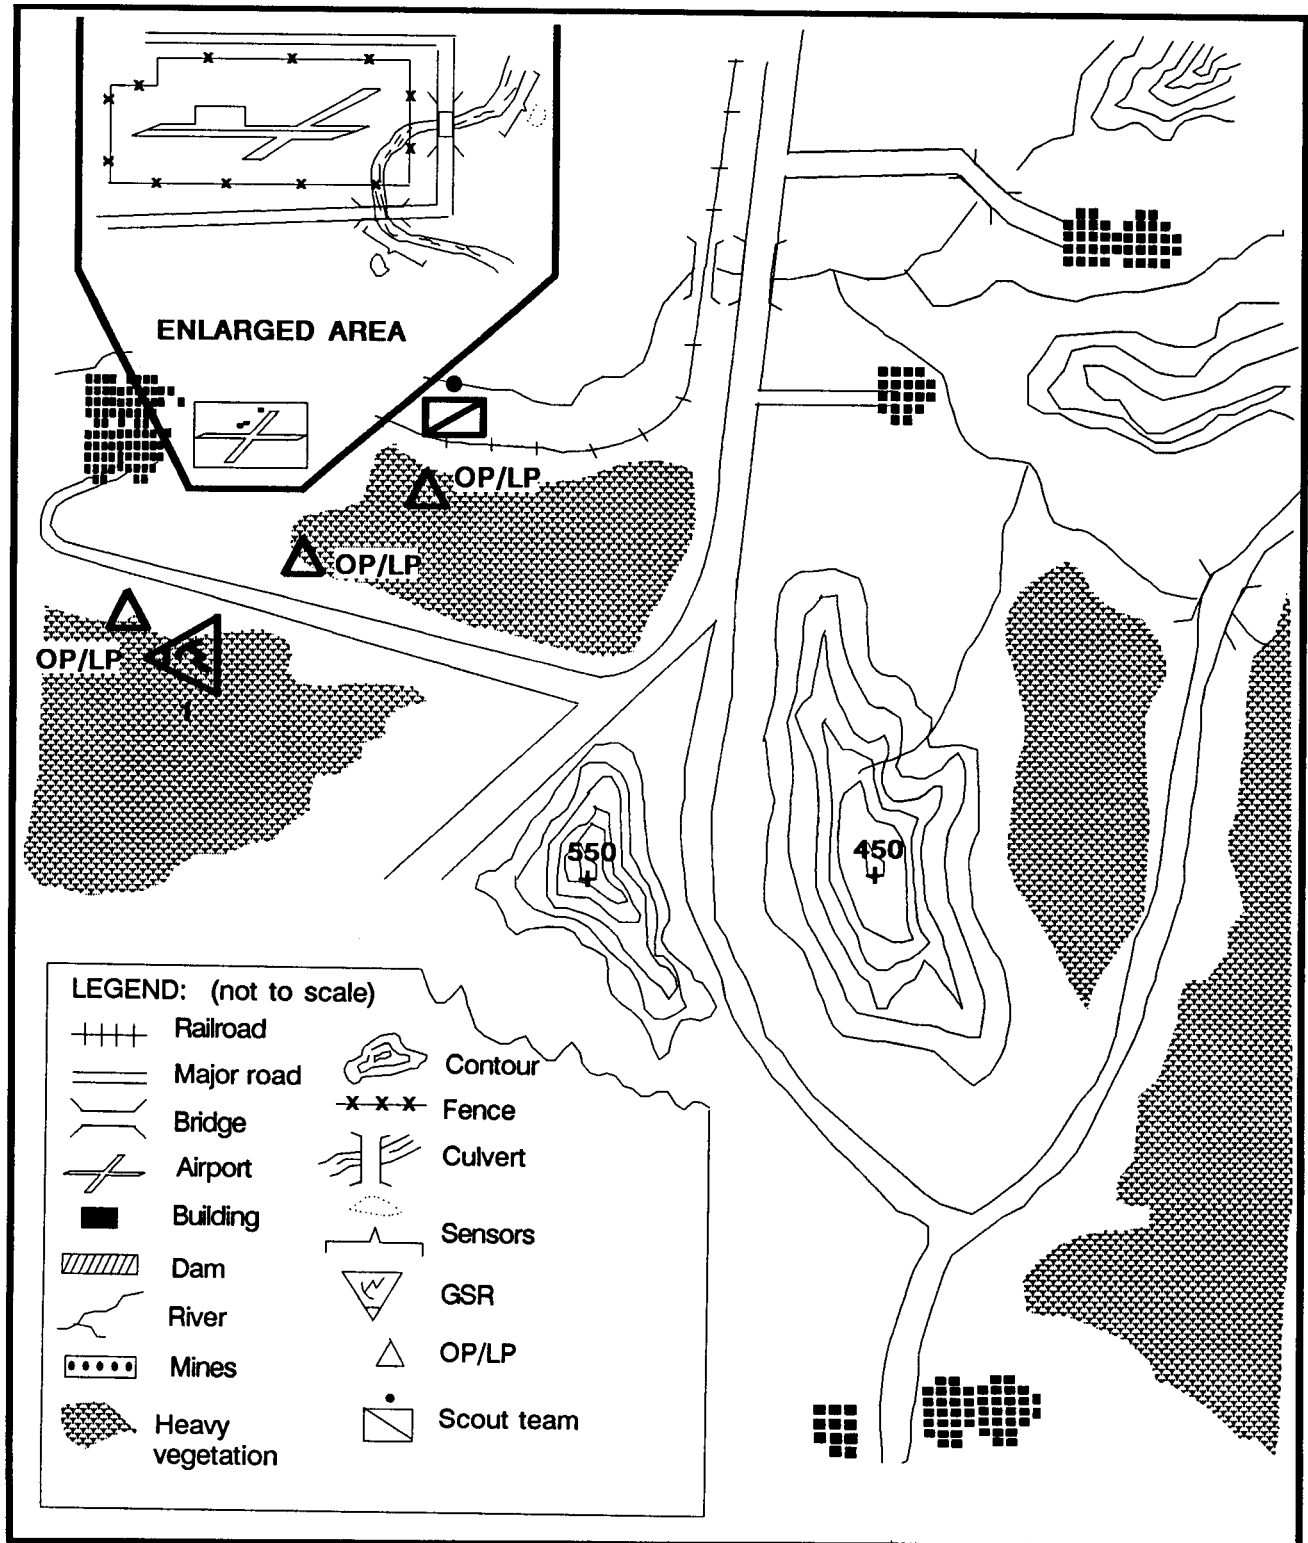 ENLARGED AREA
OP/LP
OP/LP
OP/LP
1
550
450
LEGEND: (not to scale)
Railroad
Major road
Bridge
Airport
Building
Dam
River
Mines
Heavy
vegetation
Contour
Fence
Culvert
Sensors
GSR
OP/LP
Scout team